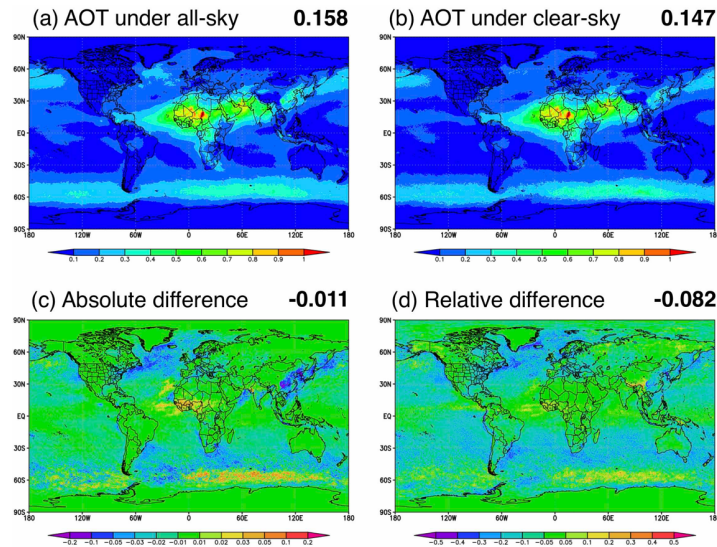 (a) AOT under all-sky 0.158
(b) AOT under clear-sky 0.147
90N
60N
30N
EQ
30S
60S
90S
180 120W 60W 0 60E 120E 180
0.1 0.2 0.3 0.4 0.5 0.6 0.7 0.8 0.9 1
90N
60N
30N
EQ
30S
60S
90S
180 120W 60W 0 60E 120E 180
0.1 0.2 0.3 0.4 0.5 0.6 0.7 0.8 0.9 1
(c) Absolute difference -0.011
(d) Relative difference -0.082
90N
60N
30N
EQ
30S
60S
90S
180 120W 60W 0 60E 120E 180
-0.2 -0.1 -0.05 -0.03 -0.02 -0.01 0.01 0.02 0.03 0.05 0.1 0.2
90N
60N
30N
EQ
30S
60S
90S
180 120W 60W 0 60E 120E 180
-0.5 -0.4 -0.3 -0.2 -0.1 -0.05 0.05 0.1 0.2 0.3 0.4 0.5